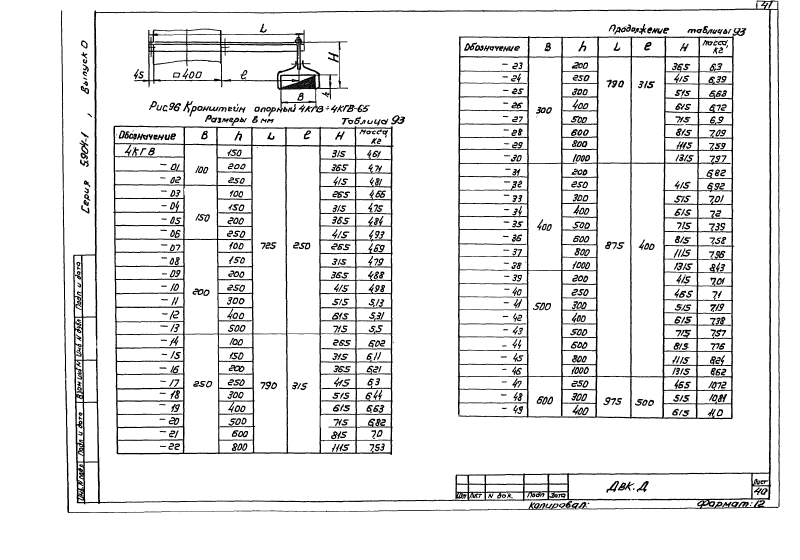 41
L
H
h
45
□400
ℓ
B
Рис 96 Кронштейн опорный 4КГВ÷4КГВ-65
Размеры в мм Таблица 93
Обозначение B h L ℓ H Масса, кг
4КГВ 100 150 725 250 315 4,61
-01 200 365 4,71
-02 250 415 4,81
-03 150 100 265 4,66
-04 150 315 4,75
-05 200 365 4,84
-06 250 415 4,93
-07 200 100 265 4,69
-08 150 315 4,79
-09 200 365 4,88
-10 250 415 4,98
-11 300 515 5,13
-12 400 615 5,31
-13 500 715 5,5
-14 250 100 790 315 265 6,02
-15 150 315 6,11
-16 200 365 6,21
-17 250 415 6,3
-18 300 515 6,44
-19 400 615 6,63
-20 500 715 6,82
-21 600 815 7,0
-22 800 1115 7,53
Продолжение таблицы 93
Обозначение B h L ℓ H Масса, кг
-23 300 200 790 315 365 6,3
-24 250 415 6,39
-25 300 515 6,63
-26 400 615 6,72
-27 500 715 6,9
-28 600 815 7,09
-29 800 1115 7,59
-30 1000 1315 7,97
-31 400 200 875 400 6,82
-32 250 415 6,92
-33 300 515 7,01
-34 400 615 7,2
-35 500 715 7,39
-36 600 815 7,58
-37 800 1115 7,96
-38 1000 1315 8,43
-39 500 200 415 7,01
-40 250 465 7,1
-41 300 515 7,19
-42 400 615 7,38
-43 500 715 7,57
-44 600 815 7,76
-45 800 1115 8,24
-46 1000 1315 8,62
-47 600 250 975 500 465 10,72
-48 300 515 10,81
-49 400 615 11,0
Серия 5.904-1, Выпуск 0
Инв. № подл. Подп. и дата Взам. инв. № Инв. № дубл. Подп. и дата
Изм Лист N док. Подп. Дата
ДВК.Д
Лист
40
Копировал: Формат: 12